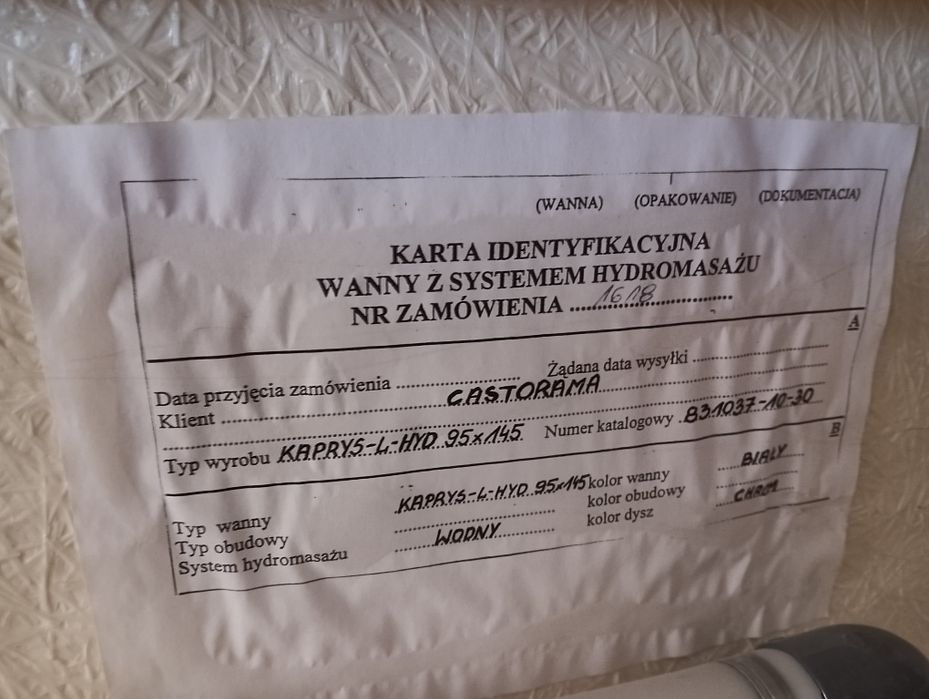 (WANNA) (OPAKOWANIE) (DOKUMENTACJA)
KARTA IDENTYFIKACYJNA
WANNY Z SYSTEMEM HYDROMASAŻU
NR ZAMÓWIENIA ........1618................
A
Data przyjęcia zamówienia ........................ Żądana data wysyłki ........................
Klient ........................ CASTORAMA ........................
Typ wyrobu KAPRYS-L-HYD 95x145 Numer katalogowy .831037-10-30
B
Typ wanny KAPRYS-L-HYD 95x145 kolor wanny BIAŁY
Typ obudowy ........................ kolor obudowy ............
System hydromasażu WODNY kolor dysz CHROM